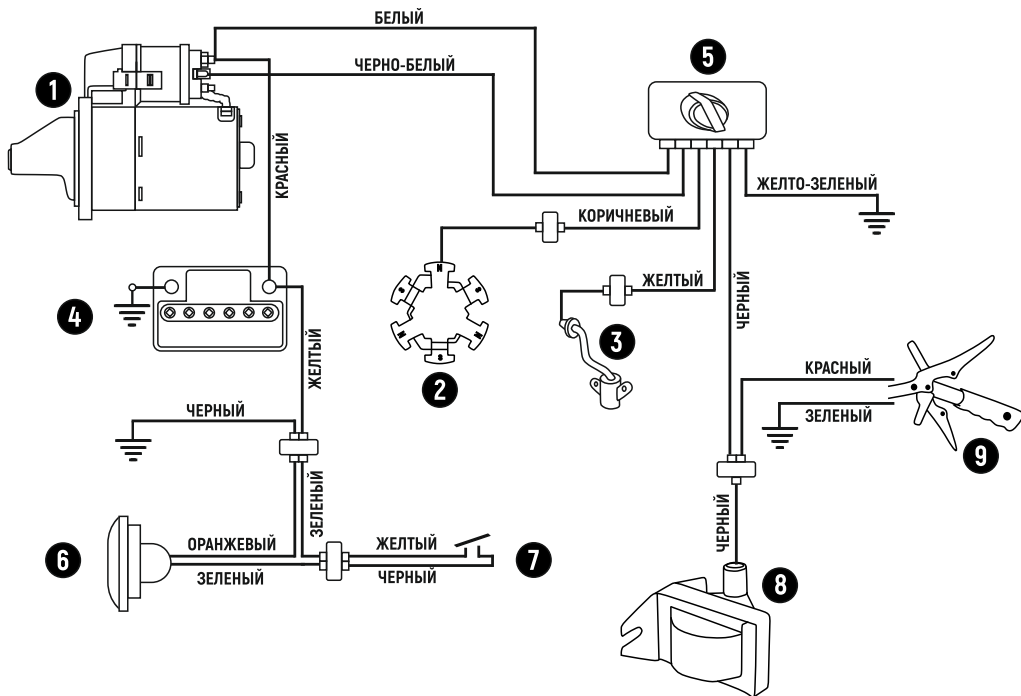 БЕЛЫЙ
5
ЧЕРНО-БЕЛЫЙ
1
КРАСНЫЙ
ЖЕЛТО-ЗЕЛЕНЫЙ
КОРИЧНЕВЫЙ
N
S
S
N
N
S
2
ЖЕЛТЫЙ
3
ЧЕРНЫЙ
4
ЖЕЛТЫЙ
КРАСНЫЙ
ЗЕЛЕНЫЙ
9
ЧЕРНЫЙ
ЗЕЛЕНЫЙ
ЧЕРНЫЙ
ОРАНЖЕВЫЙ
6
ЗЕЛЕНЫЙ
ЖЕЛТЫЙ
ЧЕРНЫЙ
7
8